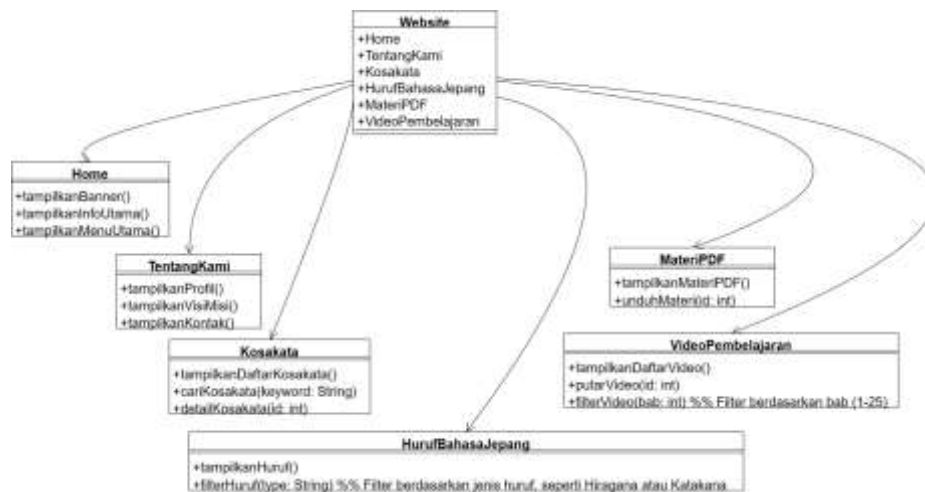 Website
+Home
+TentangKami
+Kosakata
+HurufBahasaJepang
+MateriPDF
+VideoPembelajaran
Home
+tampilkanBanner()
+tampilkanInfoUtama()
+tampilkanMenuUtama()
TentangKami
+tampilkanProfil()
+tampilkanVisiMisi()
+tampilkanKontak()
MateriPDF
+tampilkanMateriPDF()
+unduhMateri(id: int)
Kosakata
+tampilkanDaftarKosakata()
+cariKosakata(keyword: String)
+detailKosakata(id: int)
VideoPembelajaran
+tampilkanDaftarVideo()
+putarVideo(id: int)
+filterVideo(bab: int) %% Filter berdasarkan bab (1-25)
HurufBahasaJepang
+tampilkanHuruf()
+filterHuruf(type: String) %% Filter berdasarkan jenis huruf, seperti Hiragana atau Katakana